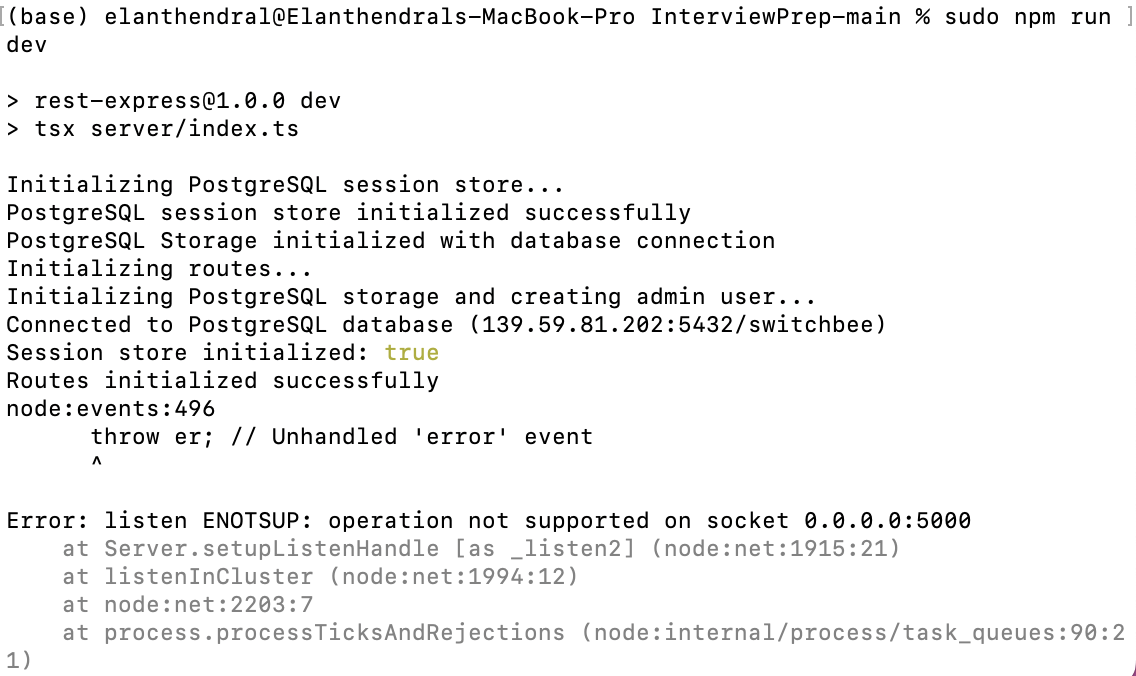 [(base) elanthendral@Elanthendrals-MacBook-Pro InterviewPrep-main % sudo npm run ]
dev

> rest-express@1.0.0 dev
> tsx server/index.ts

Initializing PostgreSQL session store...
PostgreSQL session store initialized successfully
PostgreSQL Storage initialized with database connection
Initializing routes...
Initializing PostgreSQL storage and creating admin user...
Connected to PostgreSQL database (139.59.81.202:5432/switchbee)
Session store initialized: true
Routes initialized successfully
node:events:496
      throw er; // Unhandled 'error' event
      ^

Error: listen ENOTSUP: operation not supported on socket 0.0.0.0:5000
    at Server.setupListenHandle [as _listen2] (node:net:1915:21)
    at listenInCluster (node:net:1994:12)
    at node:net:2203:7
    at process.processTicksAndRejections (node:internal/process/task_queues:90:2
1)